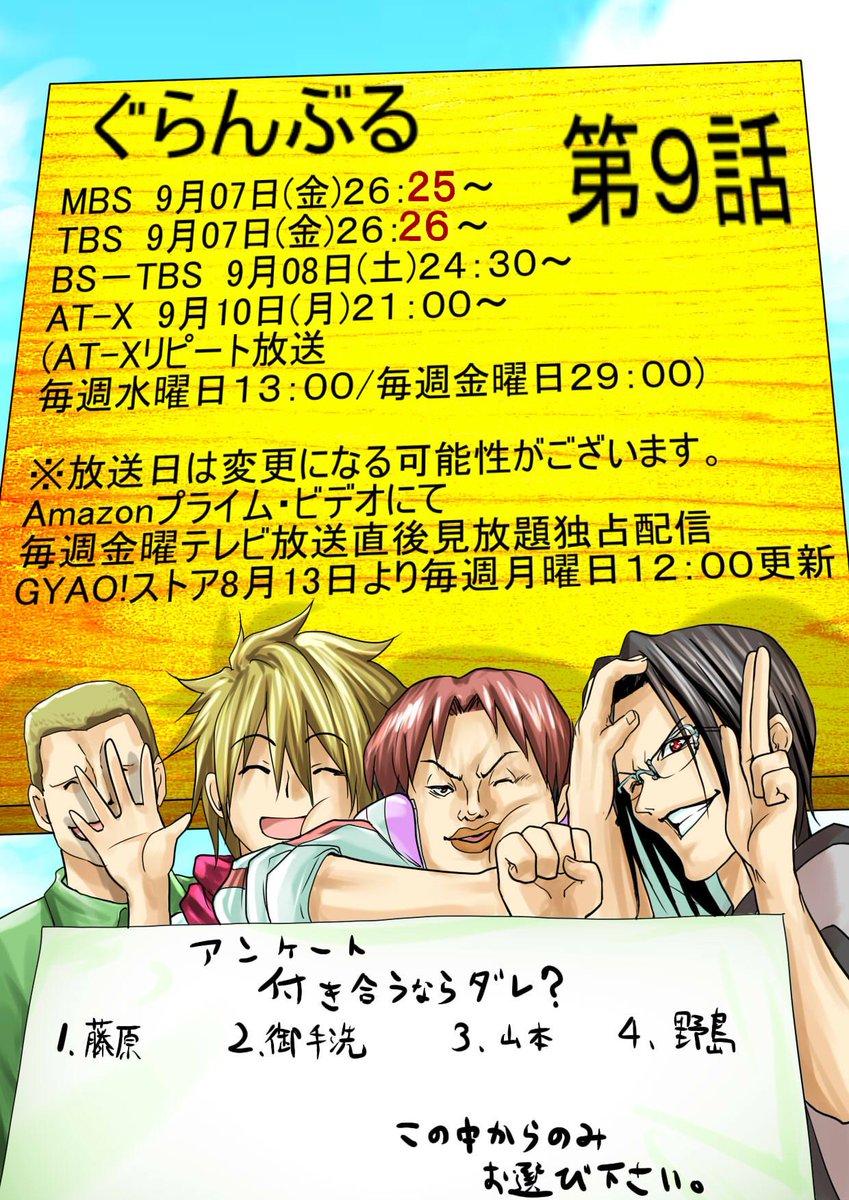 ぐらんぶる
第9話
MBS 9月07日(金)26:25～
TBS 9月07日(金)26:26～
BS－TBS 9月08日(土)24:30～
AT-X 9月10日(月)21:00～
(AT-Xリピート放送
毎週水曜日13:00/毎週金曜日29:00)
※放送日は変更になる可能性がございます。
Amazonプライム・ビデオにて
毎週金曜テレビ放送直後見放題独占配信
GYAO!ストア8月13日より毎週月曜日12:00更新
アンケート
付き合うならダレ?
1、藤原 2、御手洗 3、山本 4、野島
この中からのみ
お選び下さい。